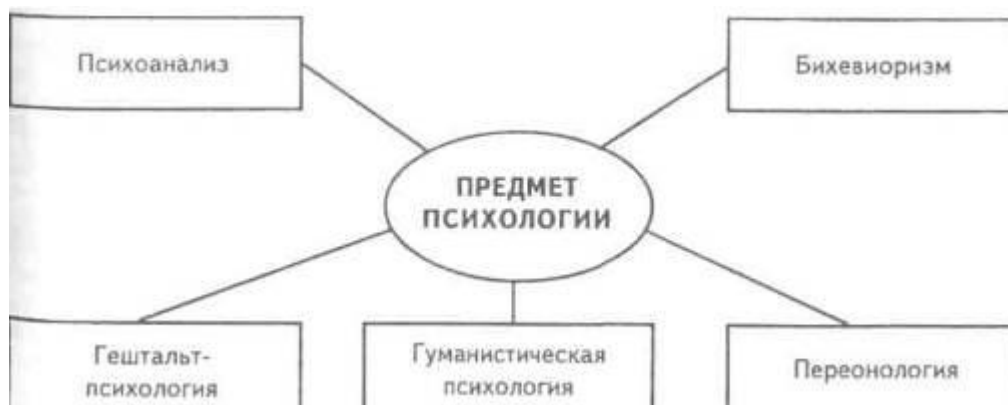 Психоанализ
Бихевиоризм
ПРЕДМЕТ
ПСИХОЛОГИИ
Гештальт-
психология
Гуманистическая
психология
Переонология